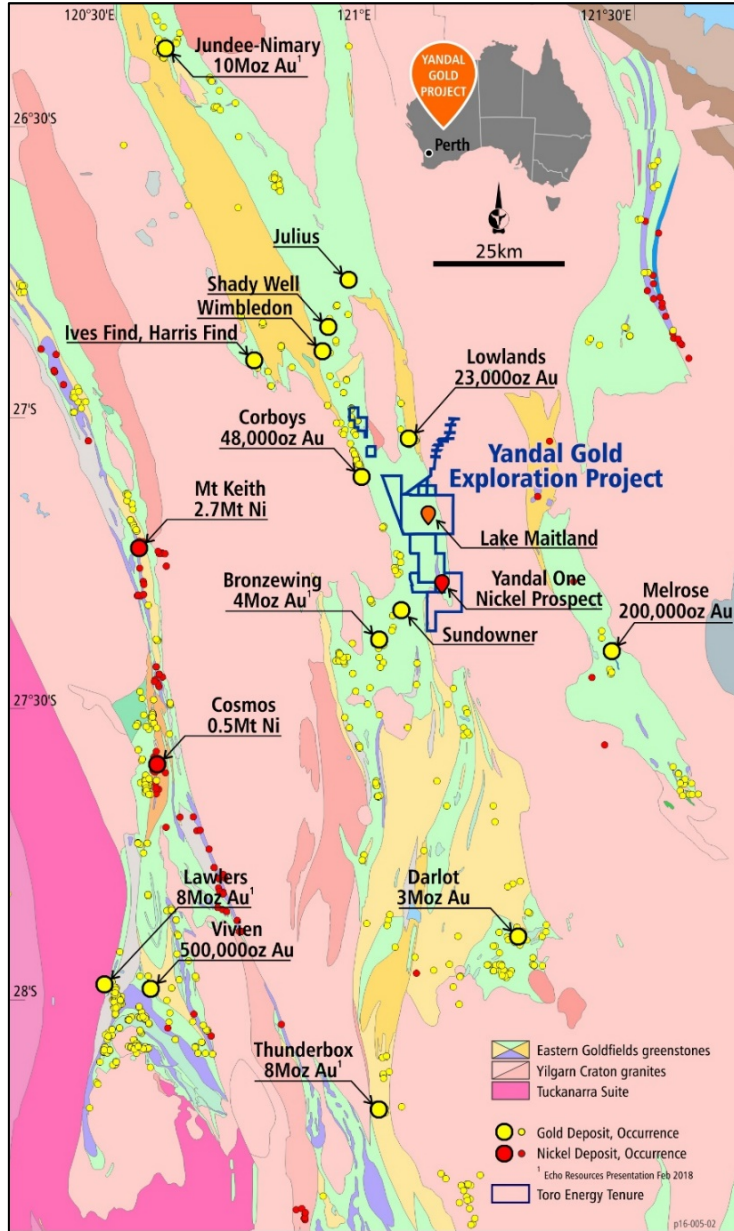 120°30'E
121°E
121°30'E
Jundee-Nimary
10Moz Au¹
YANDAL
GOLD
PROJECT
Perth
26°30'S
25km
Julius
Shady Well
Wimbledon
Ives Find, Harris Find
Lowlands
23,000oz Au
27°S
Corboys
48,000oz Au
Yandal Gold
Exploration Project
Mt Keith
2.7Mt Ni
Lake Maitland
Bronzewing
4Moz Au¹
Yandal One
Nickel Prospect
Melrose
200,000oz Au
Sundowner
27°30'S
Cosmos
0.5Mt Ni
Lawlers
8Moz Au¹
Darlot
3Moz Au
Vivien
500,000oz Au
28°S
Thunderbox
8Moz Au¹
Eastern Goldfields greenstones
Yilgarn Craton granites
Tuckanarra Suite
Gold Deposit, Occurrence
Nickel Deposit, Occurrence
¹ Echo Resources Presentation Feb 2018
Toro Energy Tenure
p16-005-02